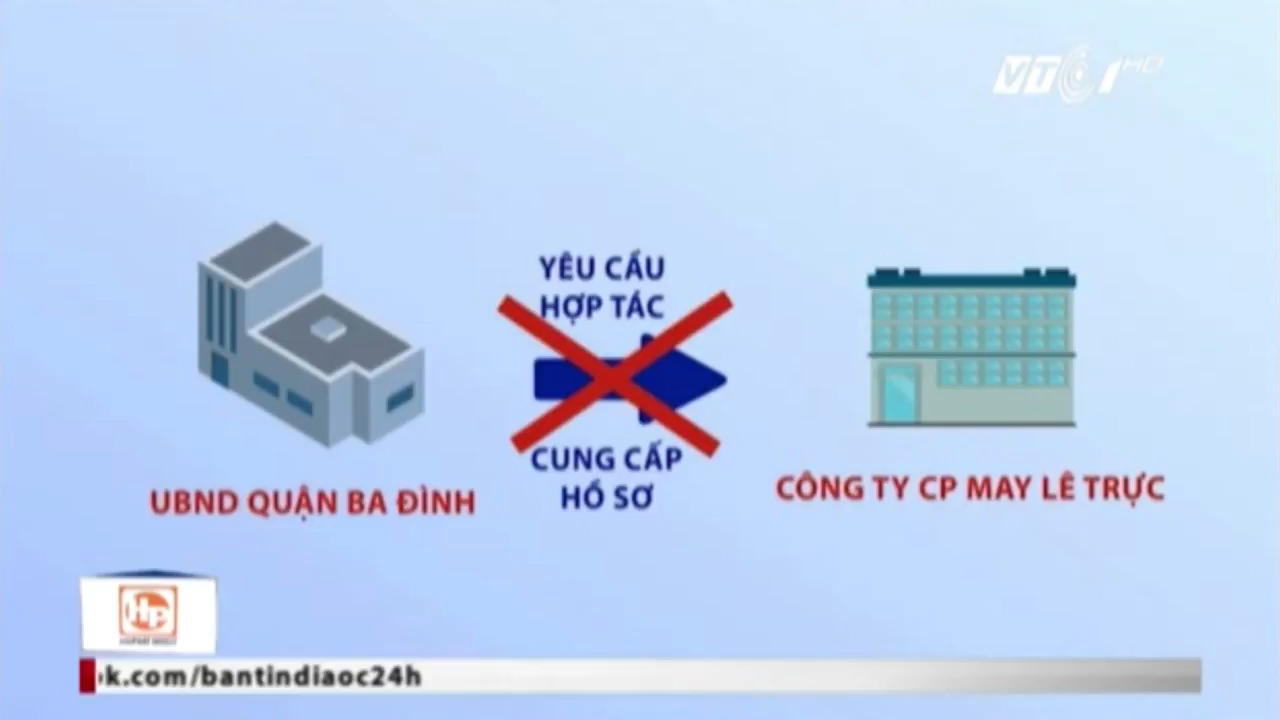 VTC1 HD
YÊU CẦU
HỢP TÁC
CUNG CẤP
HỒ SƠ
UBND QUẬN BA ĐÌNH
CÔNG TY CP MAY LÊ TRỰC
HP
k.com/bantindiaoc24h